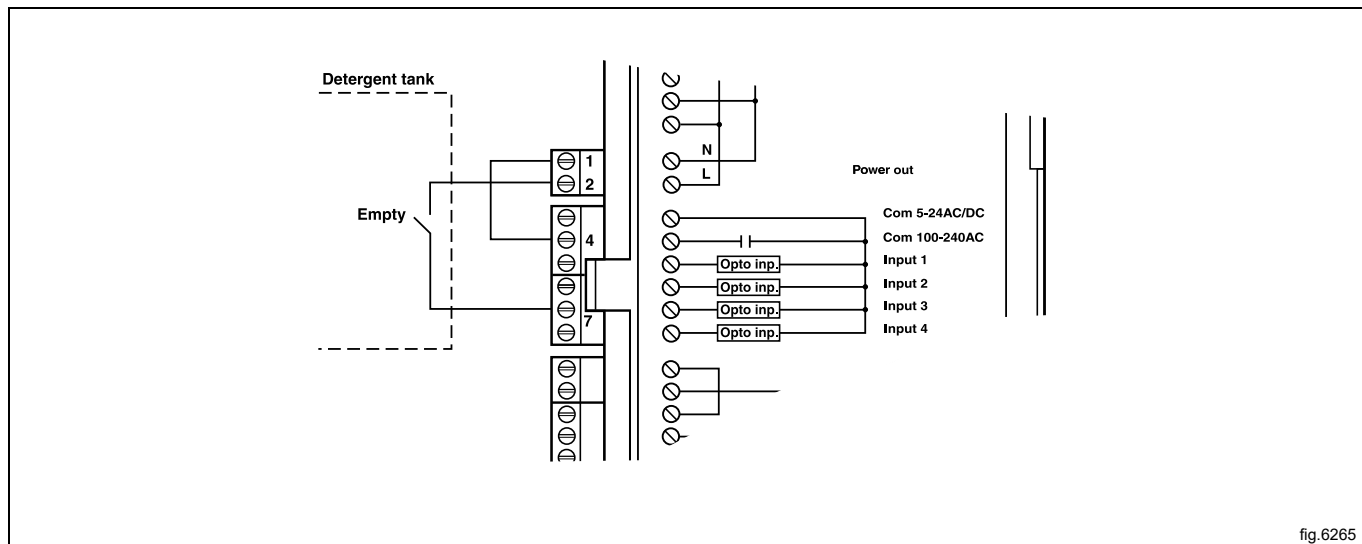 Detergent tank
Empty
1
2
4
7
N
L
Power out
Com 5-24AC/DC
Com 100-240AC
Opto inp. Input 1
Opto inp. Input 2
Opto inp. Input 3
Opto inp. Input 4
fig.6265